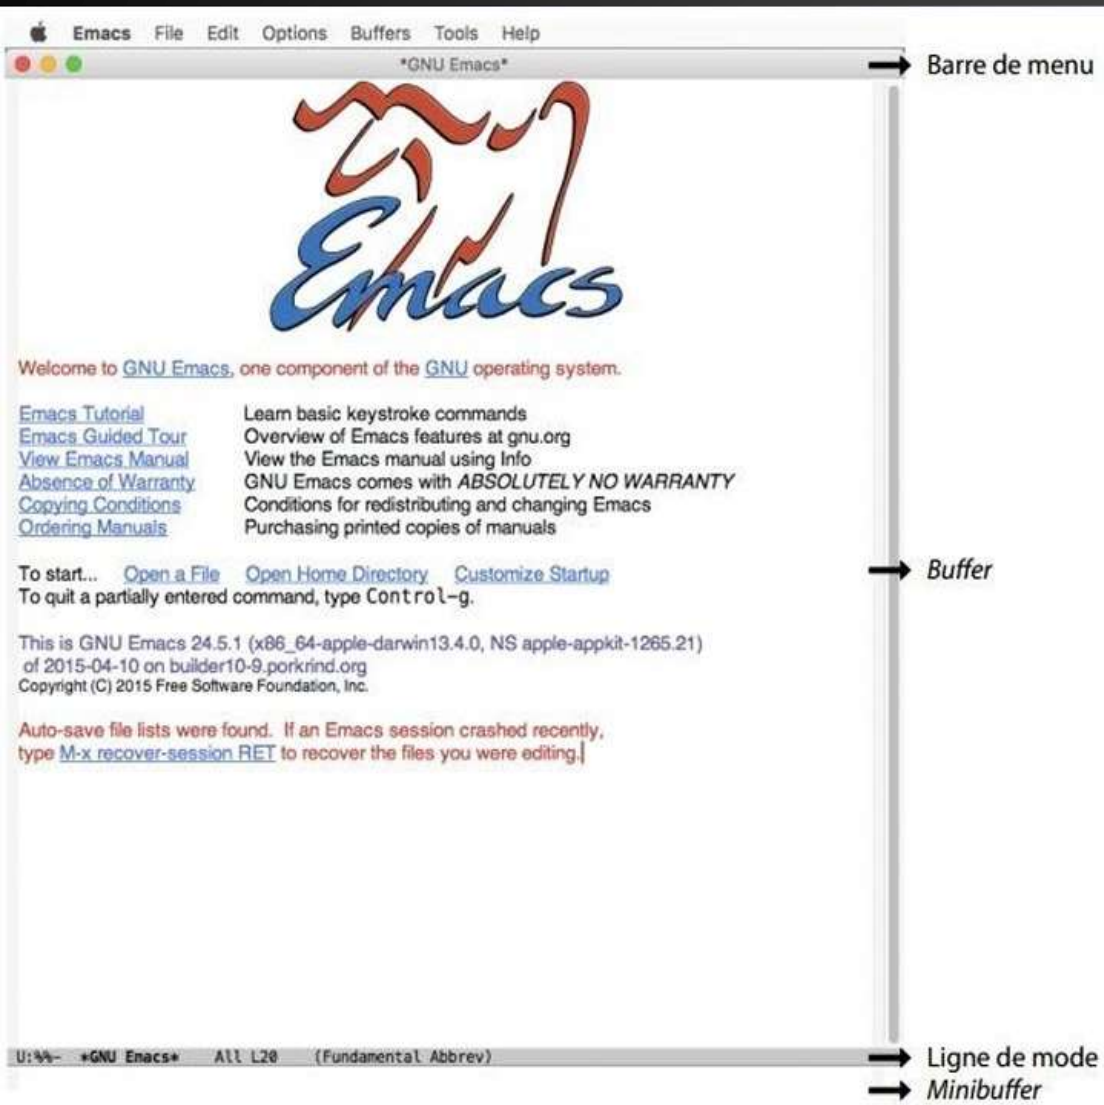 Emacs File Edit Options Buffers Tools Help
*GNU Emacs*
Barre de menu
Emacs
Welcome to GNU Emacs, one component of the GNU operating system.
Emacs Tutorial Learn basic keystroke commands
Emacs Guided Tour Overview of Emacs features at gnu.org
View Emacs Manual View the Emacs manual using Info
Absence of Warranty GNU Emacs comes with ABSOLUTELY NO WARRANTY
Copying Conditions Conditions for redistributing and changing Emacs
Ordering Manuals Purchasing printed copies of manuals
To start... Open a File Open Home Directory Customize Startup
Buffer
To quit a partially entered command, type Control-g.
This is GNU Emacs 24.5.1 (x86_64-apple-darwin13.4.0, NS apple-appkit-1265.21)
of 2015-04-10 on builder10-9.porkrind.org
Copyright (C) 2015 Free Software Foundation, Inc.
Auto-save file lists were found. If an Emacs session crashed recently,
type M-x recover-session RET to recover the files you were editing.
U:%%- *GNU Emacs* All L20 (Fundamental Abbrev)
Ligne de mode
Minibuffer